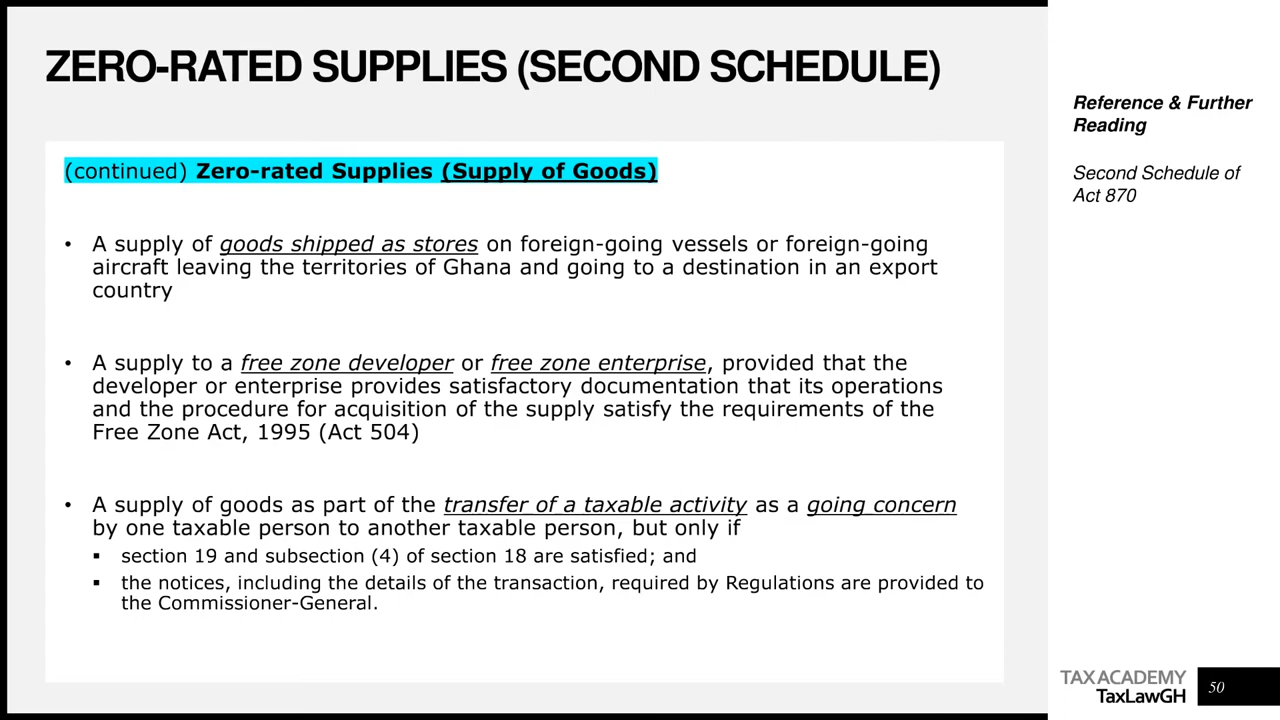 ZERO-RATED SUPPLIES (SECOND SCHEDULE)
(continued) Zero-rated Supplies (Supply of Goods)
• A supply of goods shipped as stores on foreign-going vessels or foreign-going
aircraft leaving the territories of Ghana and going to a destination in an export
country
• A supply to a free zone developer or free zone enterprise, provided that the
developer or enterprise provides satisfactory documentation that its operations
and the procedure for acquisition of the supply satisfy the requirements of the
Free Zone Act, 1995 (Act 504)
• A supply of goods as part of the transfer of a taxable activity as a going concern
by one taxable person to another taxable person, but only if
▪ section 19 and subsection (4) of section 18 are satisfied; and
▪ the notices, including the details of the transaction, required by Regulations are provided to
the Commissioner-General.
Reference & Further
Reading
Second Schedule of
Act 870
TAX ACADEMY
TaxLawGH
50